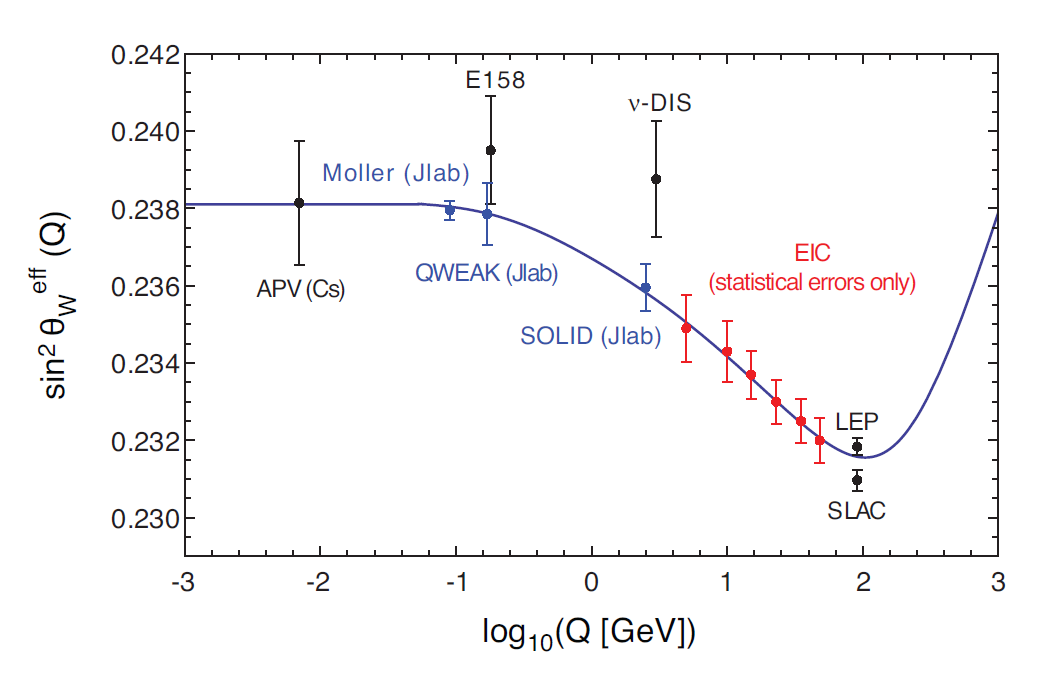 0.242
0.240
0.238
0.236
0.234
0.232
0.230
sin² θ_W^eff (Q)
E158
ν-DIS
Moller (Jlab)
APV (Cs)
QWEAK (Jlab)
EIC
(statistical errors only)
SOLID (Jlab)
LEP
SLAC
-3 -2 -1 0 1 2 3
log₁₀(Q [GeV])